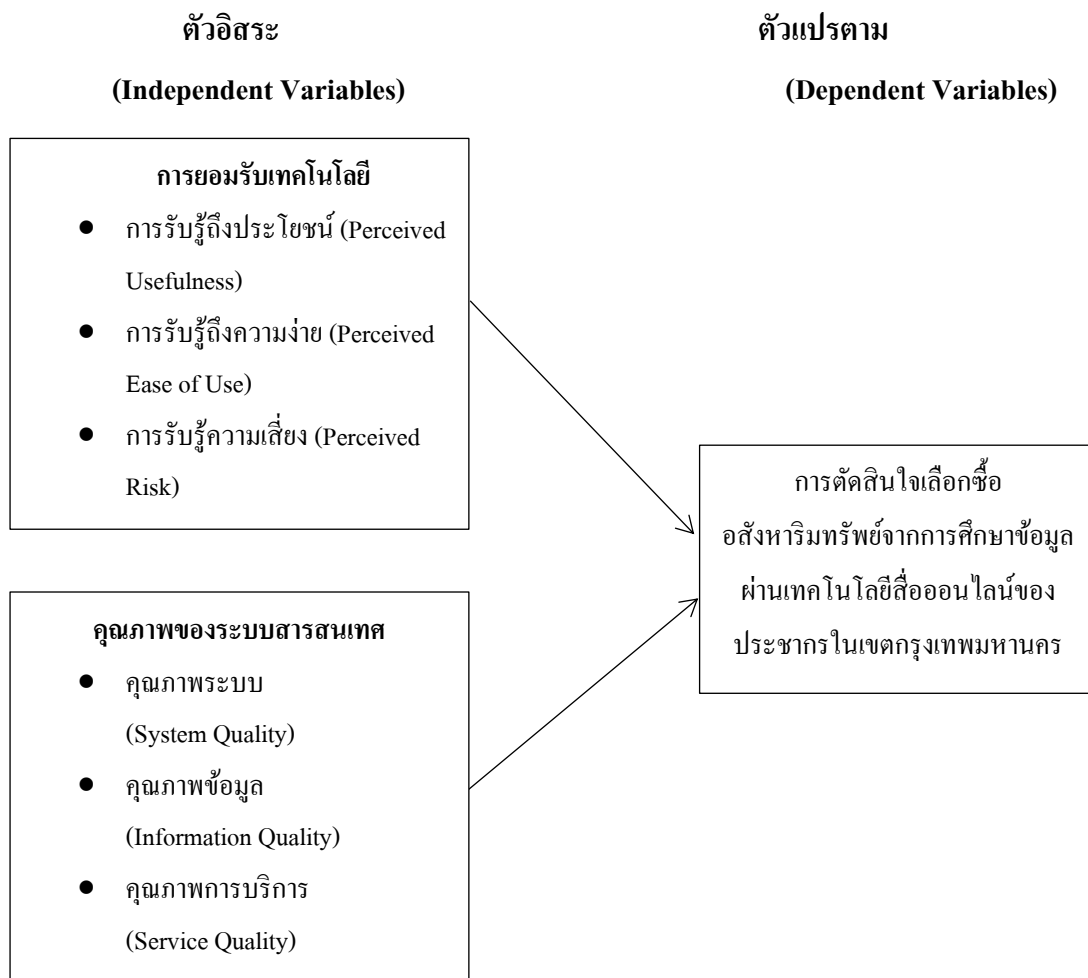 ตัวอิสระ
(Independent Variables)
การยอมรับเทคโนโลยี
● การรับรู้ถึงประโยชน์ (Perceived
Usefulness)
● การรับรู้ถึงความง่าย (Perceived
Ease of Use)
● การรับรู้ความเสี่ยง (Perceived
Risk)
คุณภาพของระบบสารสนเทศ
● คุณภาพระบบ
(System Quality)
● คุณภาพข้อมูล
(Information Quality)
● คุณภาพการบริการ
(Service Quality)
ตัวแปรตาม
(Dependent Variables)
การตัดสินใจเลือกซื้อ
อสังหาริมทรัพย์จากการศึกษาข้อมูล
ผ่านเทคโนโลยีสื่อออนไลน์ของ
ประชากรในเขตกรุงเทพมหานคร